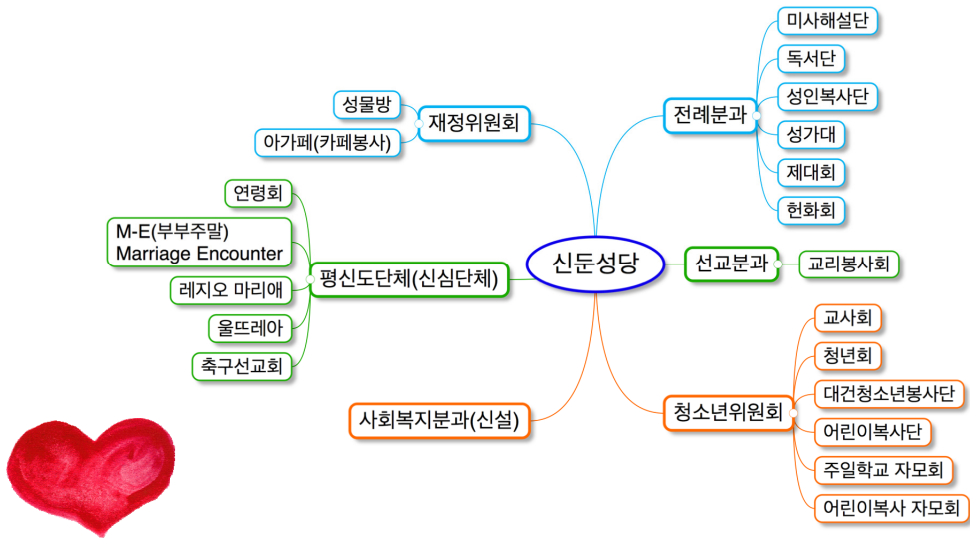 신둔성당
재정위원회
성물방
아가페(카페봉사)
평신도단체(신심단체)
연령회
M-E(부부주말)
Marriage Encounter
레지오 마리애
울뜨레아
축구선교회
사회복지분과(신설)
전례분과
미사해설단
독서단
성인복사단
성가대
제대회
헌화회
선교분과
교리봉사회
청소년위원회
교사회
청년회
대건청소년봉사단
어린이복사단
주일학교 자모회
어린이복사 자모회